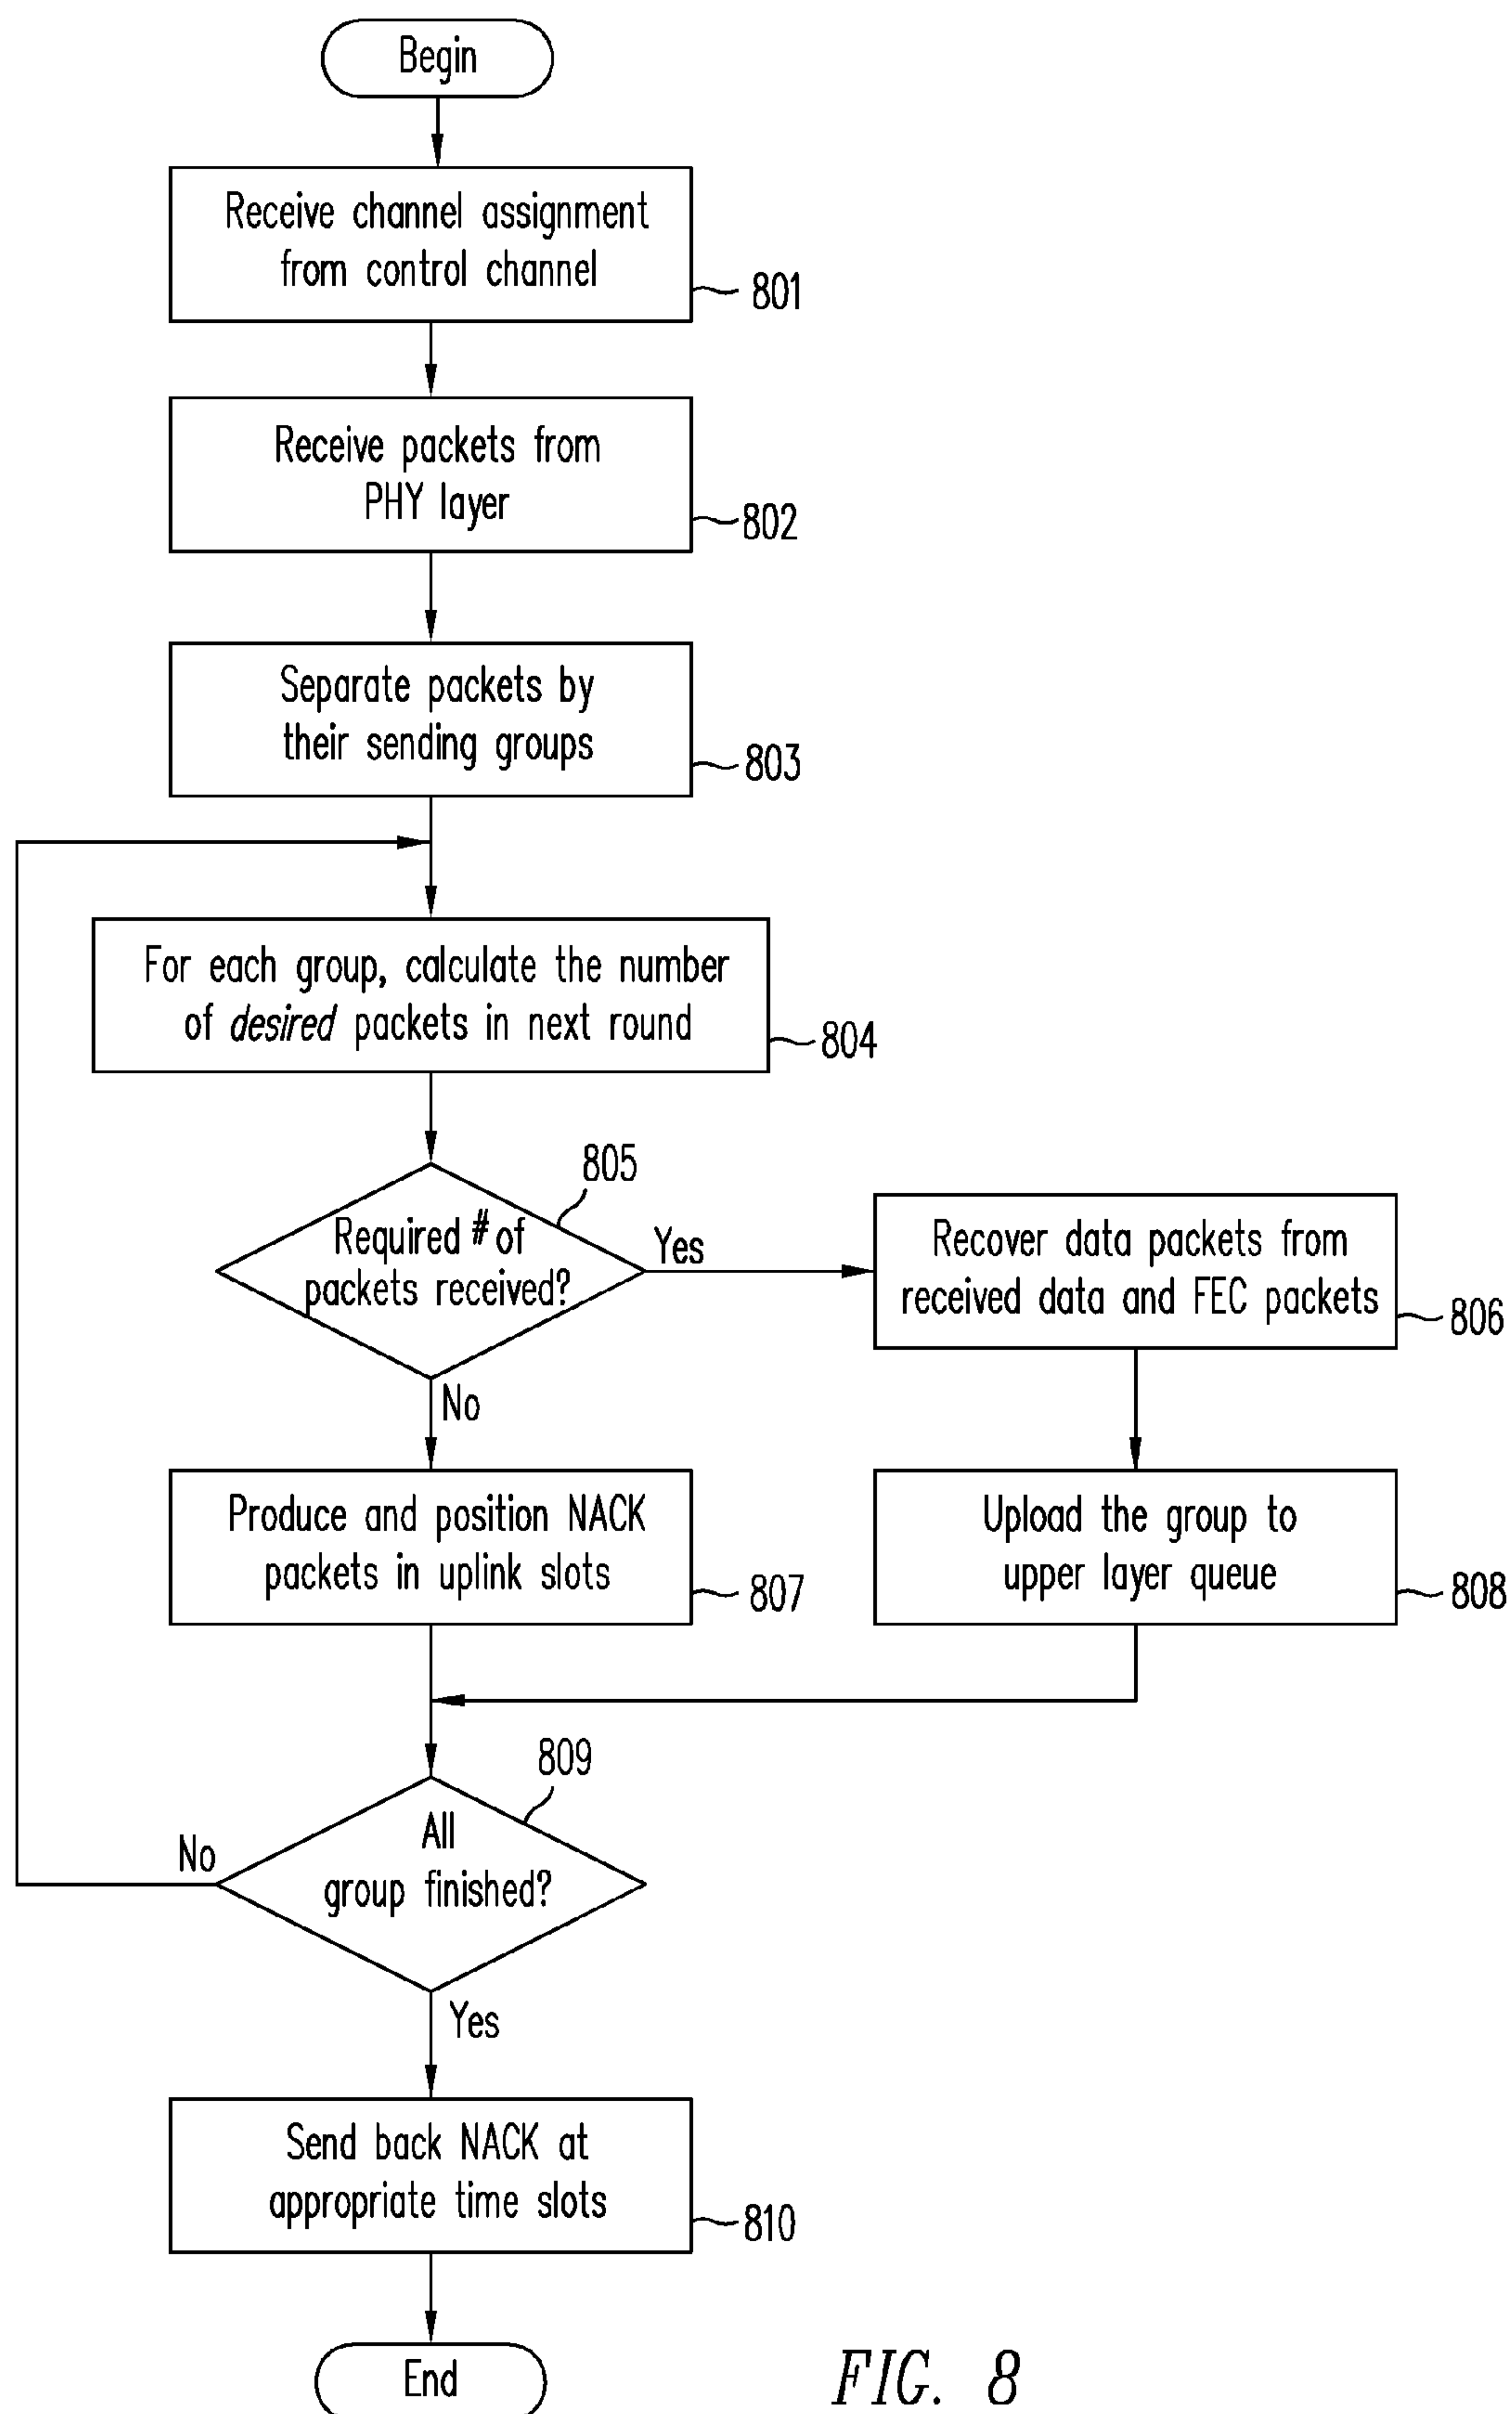 Begin
Receive channel assignment
from control channel
801
Receive packets from
PHY layer
802
Separate packets by
their sending groups
803
For each group, calculate the number
of desired packets in next round
804
805
Required # of
packets received?
Yes
No
Recover data packets from
received data and FEC packets
806
Produce and position NACK
packets in uplink slots
807
Upload the group to
upper layer queue
808
809
All
group finished?
No
Yes
Send back NACK at
appropriate time slots
810
End
FIG. 8